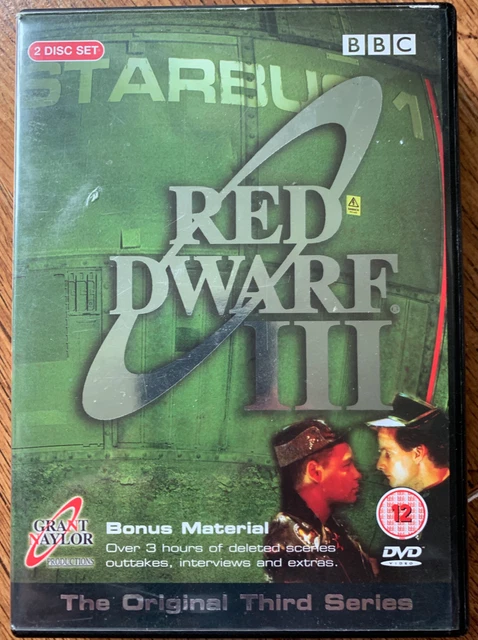 2 DISC SET
BBC
STARBUG 1
RED
DWARF®
III
GRANT
NAYLOR
PRODUCTIONS
Bonus Material
Over 3 hours of deleted scenes
outtakes, interviews and extras.
12
DVD
VIDEO
The Original Third Series